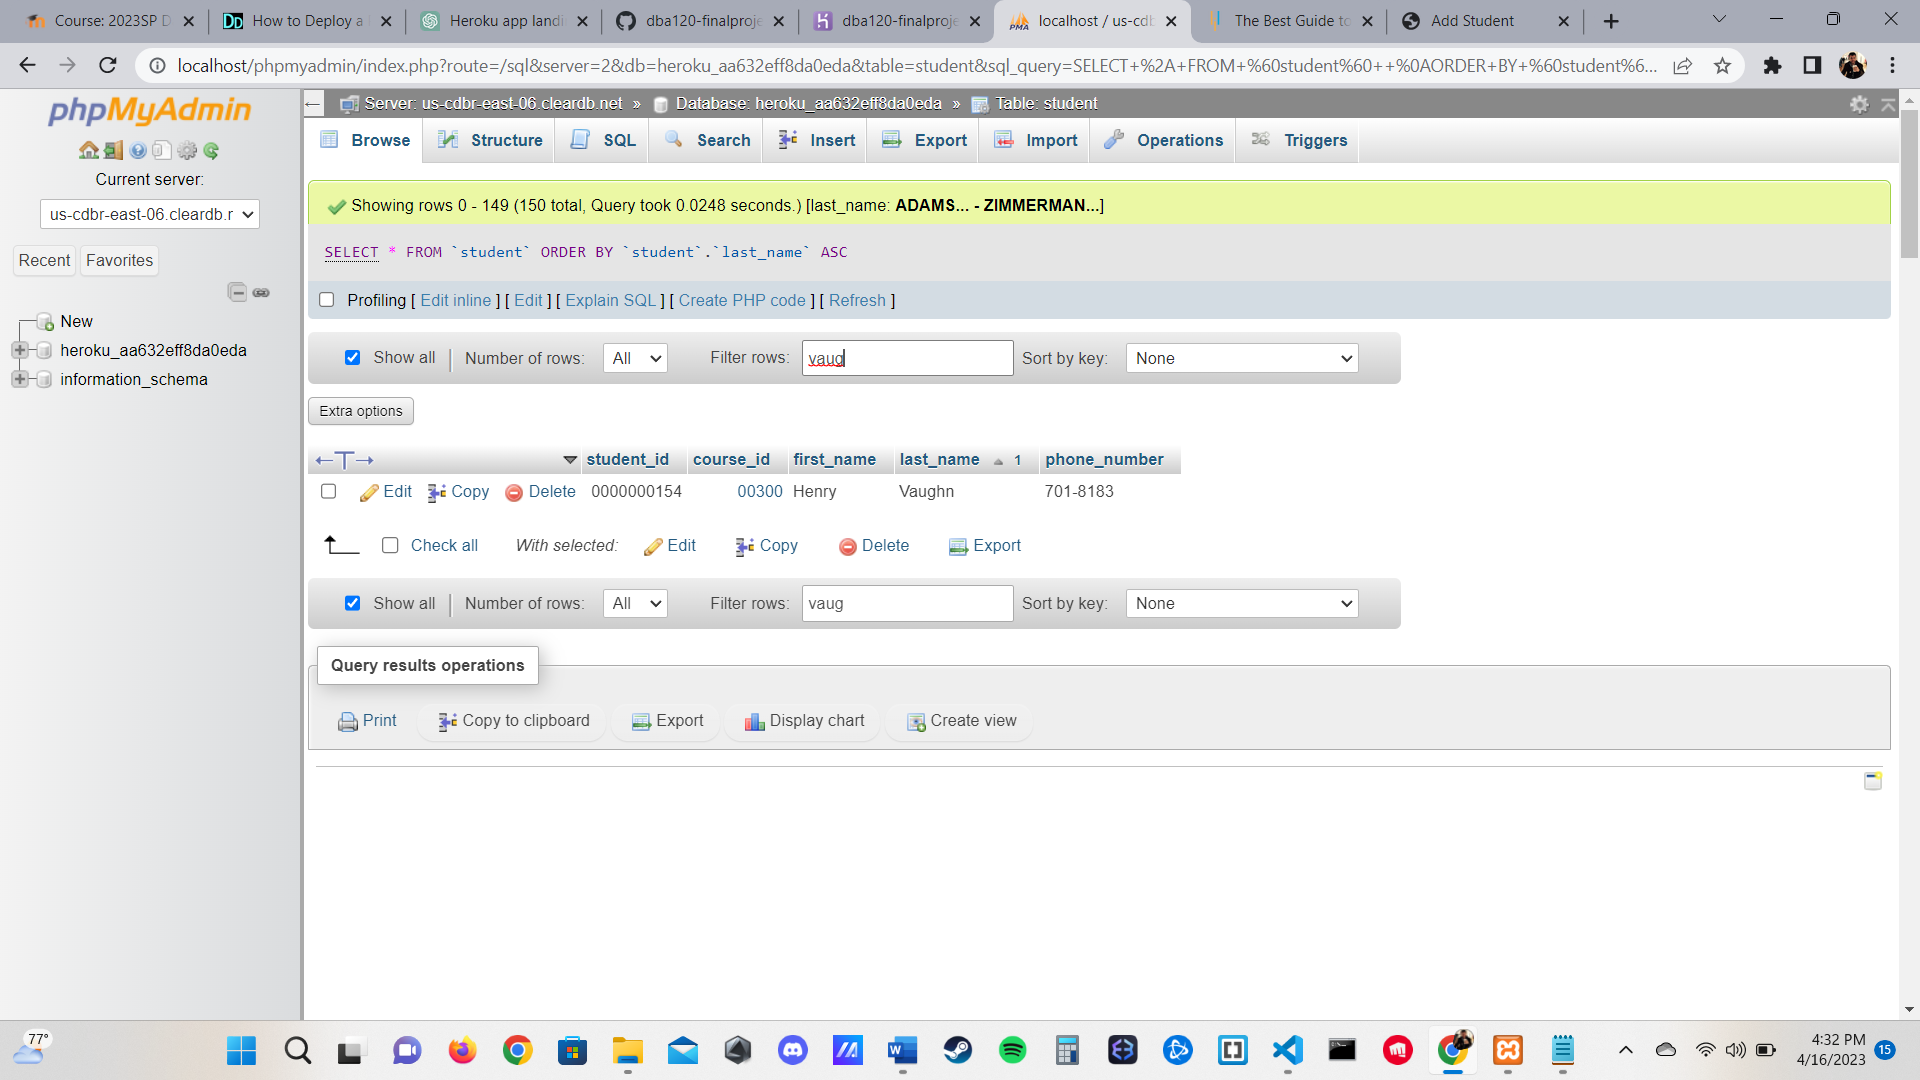 Course: 2023SP D
How to Deploy a
Heroku app landi
dba120-finalproje
dba120-finalproje
localhost / us-cdb
The Best Guide to
Add Student
localhost/phpmyadmin/index.php?route=/sql&server=2&db=heroku_aa632eff8da0eda&table=student&sql_query=SELECT+%2A+FROM+%60student%60++%0AORDER+BY+%60student%6...
phpMyAdmin
Current server:
us-cdbr-east-06.cleardb.r
Recent Favorites
New
heroku_aa632eff8da0eda
information_schema
Server: us-cdbr-east-06.cleardb.net » Database: heroku_aa632eff8da0eda » Table: student
Browse Structure SQL Search Insert Export Import Operations Triggers
Showing rows 0 - 149 (150 total, Query took 0.0248 seconds.) [last_name: ADAMS... - ZIMMERMAN...]
SELECT * FROM `student` ORDER BY `student`.`last_name` ASC
Profiling [ Edit inline ] [ Edit ] [ Explain SQL ] [ Create PHP code ] [ Refresh ]
Show all Number of rows: All Filter rows: vaug Sort by key: None
Extra options
student_id course_id first_name last_name 1 phone_number
Edit Copy Delete 0000000154 00300 Henry Vaughn 701-8183
Check all With selected: Edit Copy Delete Export
Show all Number of rows: All Filter rows: vaug Sort by key: None
Query results operations
Print Copy to clipboard Export Display chart Create view
77°
4:32 PM
4/16/2023
15